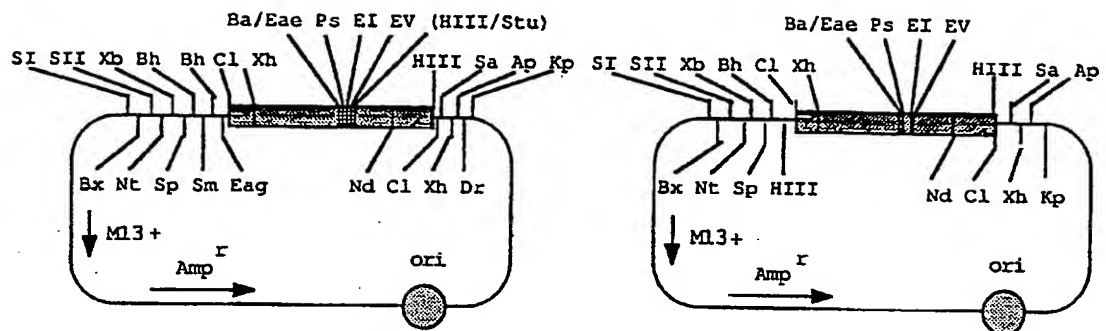 Ba/Eae Ps EI EV (HIII/Stu)
SI SII Xb Bh Bh Cl Xh
HIII Sa Ap Kp
Bx Nt Sp Sm Eag
Nd Cl Xh Dr
M13+
Amp r
ori
Ba/Eae Ps EI EV
SI SII Xb Bh Cl Xh
HIII Sa Ap
Bx Nt Sp HIII
Nd Cl Xh Kp
M13+
Amp r
ori